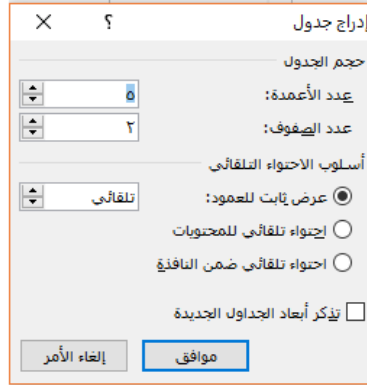 إدراج جدول ؟
حجم الجدول
عدد الأعمدة: ٥
عدد الصفوف: ٢
أسلوب الاحتواء التلقائي
عرض ثابت للعمود: تلقائي
احتواء تلقائي للمحتويات
احتواء تلقائي ضمن النافذة
تذكر أبعاد الجداول الجديدة
موافق إلغاء الأمر